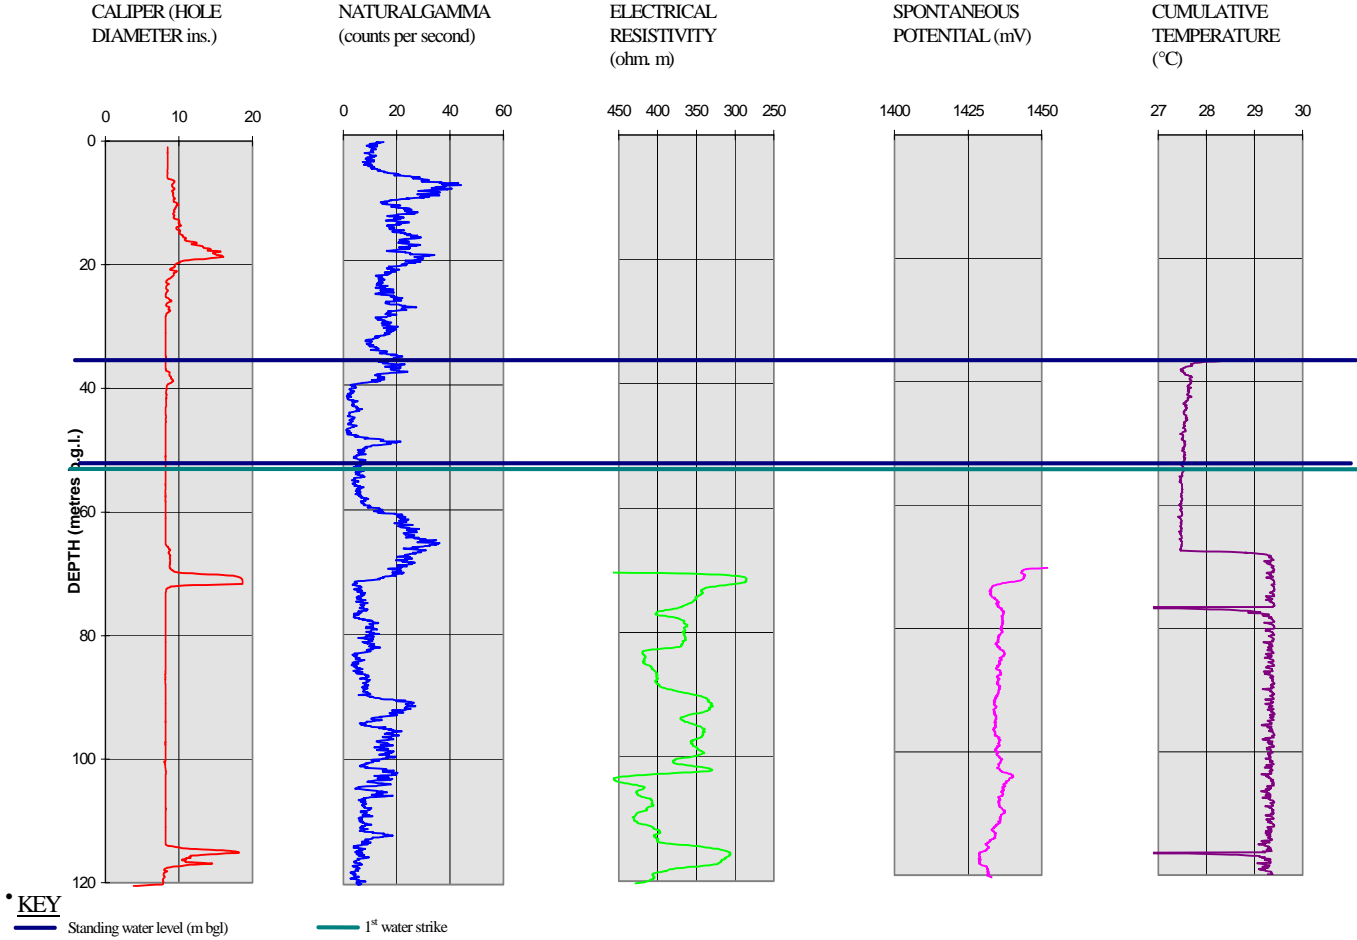 CALIPER (HOLE
DIAMETER ins.)
NATURALGAMMA
(counts per second)
ELECTRICAL
RESISTIVITY
(ohm. m)
SPONTANEOUS
POTENTIAL (mV)
CUMULATIVE
TEMPERATURE
(°C)
0 10 20
0 20 40 60
450 400 350 300 250
1400 1425 1450
27 28 29 30
0
20
40
60
80
100
120
DEPTH (metres b.g.l.)
• KEY
Standing water level (m bgl)
1st water strike